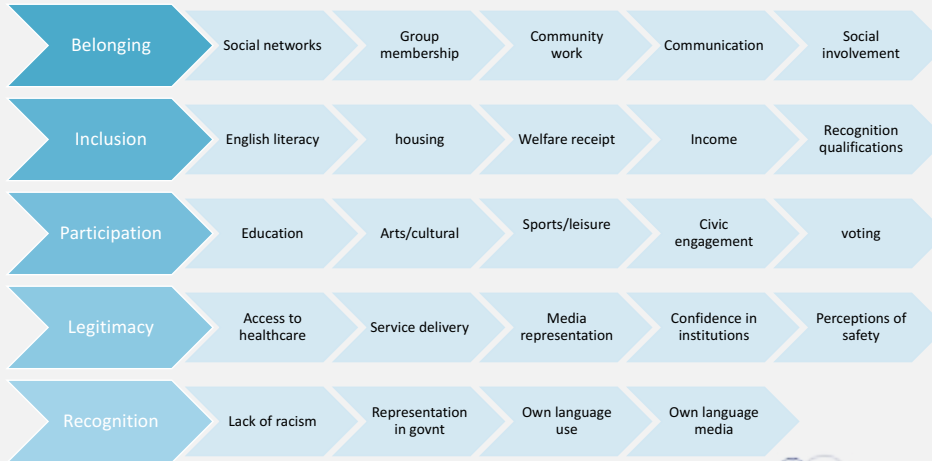 Belonging
Social networks
Group
membership
Community
work
Communication
Social
involvement
Inclusion
English literacy
housing
Welfare receipt
Income
Recognition
qualifications
Participation
Education
Arts/cultural
Sports/leisure
Civic
engagement
voting
Legitimacy
Access to
healthcare
Service delivery
Media
representation
Confidence in
institutions
Perceptions of
safety
Recognition
Lack of racism
Representation
in govnt
Own language
use
Own language
media